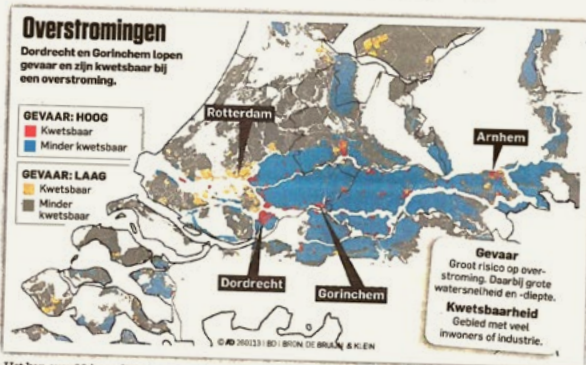 Overstromingen
Dordrecht en Gorinchem lopen
gevaar en zijn kwetsbaar bij
een overstroming.
GEVAAR: HOOG
Kwetsbaar
Minder kwetsbaar
GEVAAR: LAAG
Kwetsbaar
Minder
kwetsbaar
Rotterdam
Arnhem
Dordrecht
Gorinchem
Gevaar
Groot risico op over-
stroming. Daarbij grote
watersnelheid en -diepte.
Kwetsbaarheid
Gebied met veel
inwoners of industrie.
© AD 260113 | BD | BRON: DE BRUIJN & KLEIN